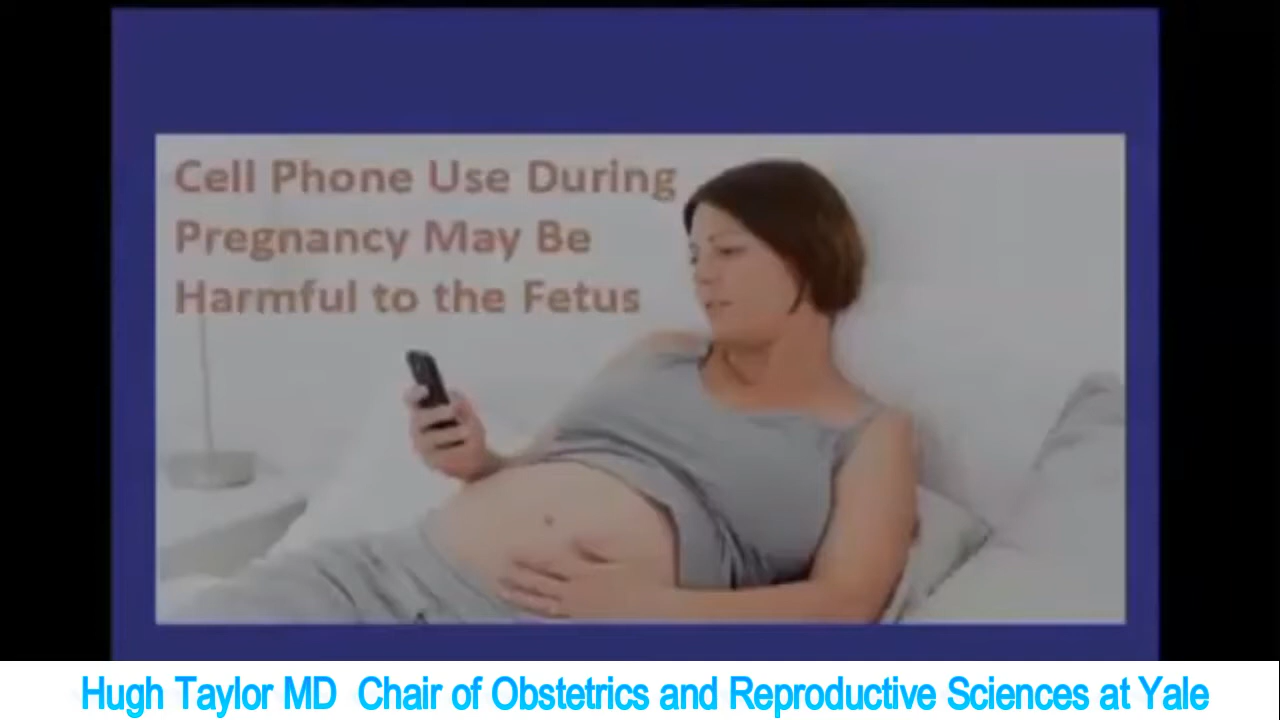 Cell Phone Use During
Pregnancy May Be
Harmful to the Fetus
Hugh Taylor MD  Chair of Obstetrics and Reproductive Sciences at Yale